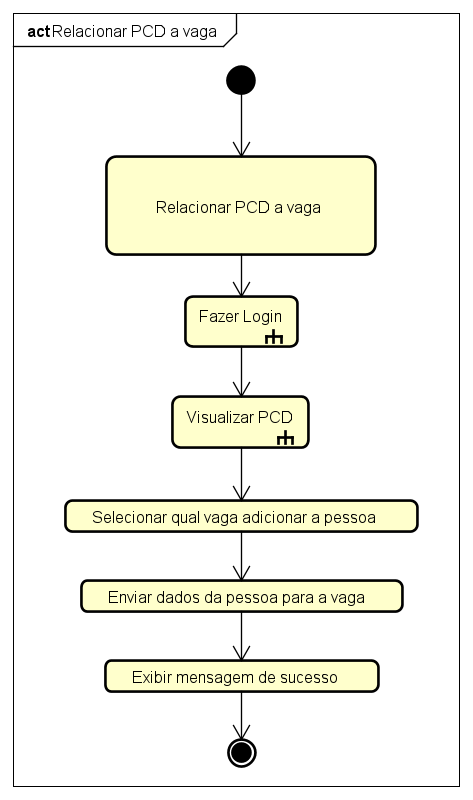 act Relacionar PCD a vaga
Relacionar PCD a vaga
Fazer Login
Visualizar PCD
Selecionar qual vaga adicionar a pessoa
Enviar dados da pessoa para a vaga
Exibir mensagem de sucesso